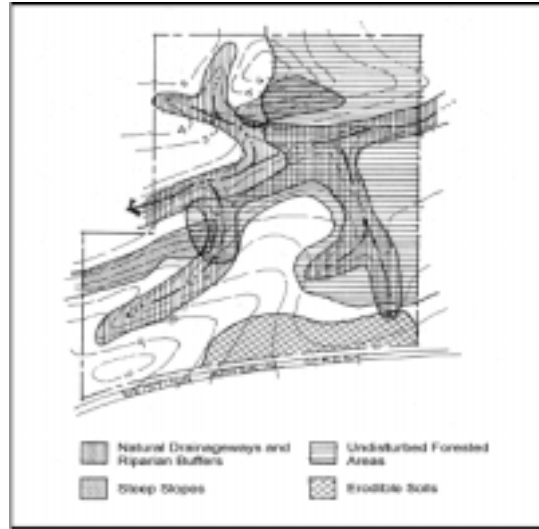 Natural Drainageways and
Riparian Buffers
Steep Slopes
Undisturbed Forested
Areas
Erodible Soils